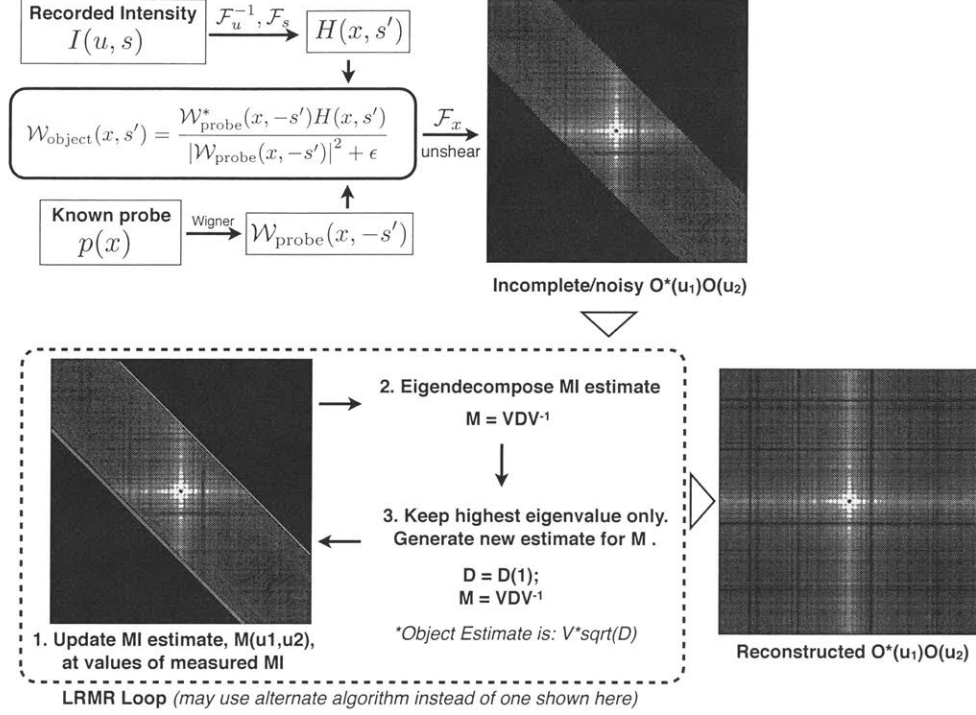 Recorded Intensity
I(u, s)
F_u^{-1}, F_s
H(x, s′)
W_object(x, s′) = W*_probe(x, −s′)H(x, s′) / |W_probe(x, −s′)|² + ϵ
F_x
unshear
Known probe
p(x)
Wigner
W_probe(x, −s′)
Incomplete/noisy O*(u₁)O(u₂)
2. Eigendecompose MI estimate
M = VDV⁻¹
3. Keep highest eigenvalue only.
Generate new estimate for M .
D = D(1);
M = VDV⁻¹
*Object Estimate is: V*sqrt(D)
1. Update MI estimate, M(u1,u2),
at values of measured MI
Reconstructed O*(u₁)O(u₂)
LRMR Loop (may use alternate algorithm instead of one shown here)